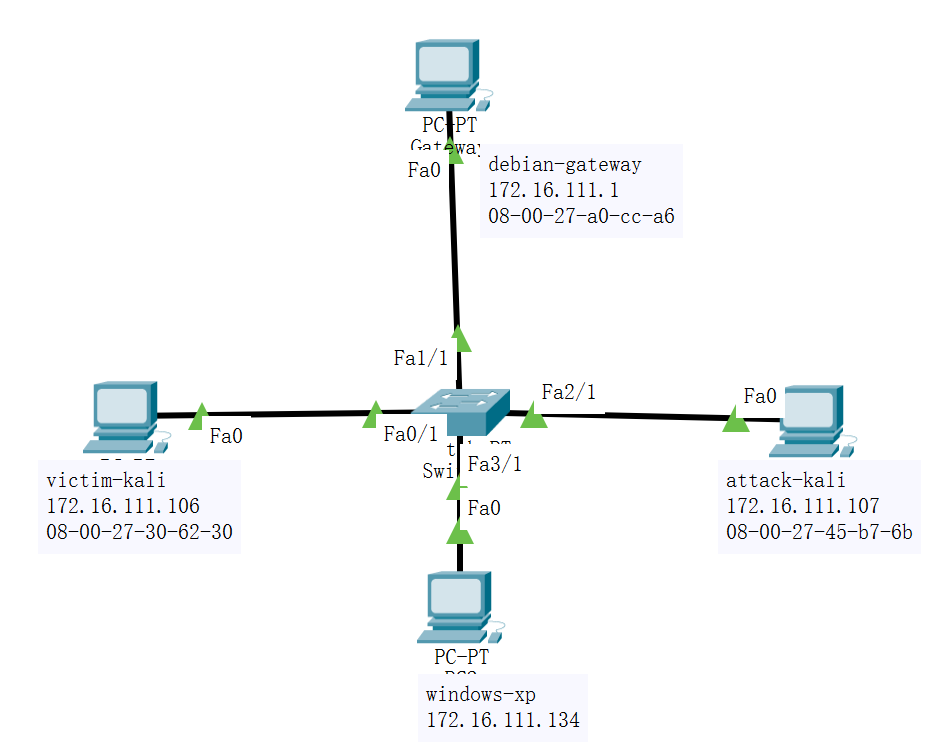 PC-PT
Gateway
Fa0
debian-gateway
172.16.111.1
08-00-27-a0-cc-a6
Fa1/1
Fa2/1
Fa0
Fa0
Fa0/1
Fa3/1
Fa0
victim-kali
172.16.111.106
08-00-27-30-62-30
attack-kali
172.16.111.107
08-00-27-45-b7-6b
PC-PT
windows-xp
172.16.111.134